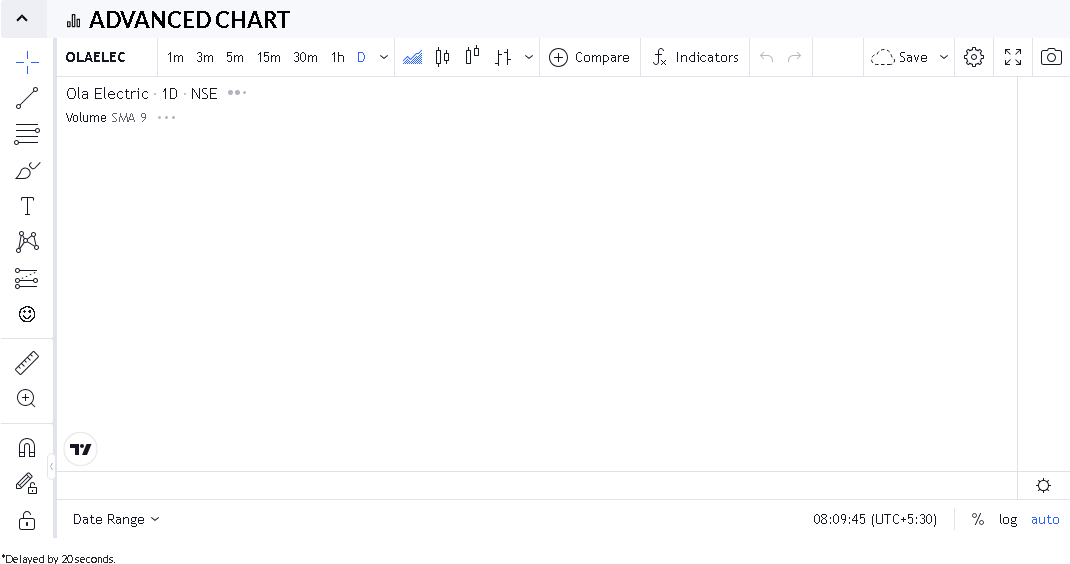 ADVANCED CHART
OLAELEC 1m 3m 5m 15m 30m 1h D Compare Indicators Save
Ola Electric · 1D · NSE
Volume SMA 9
Date Range 08:09:45 (UTC+5:30) % log auto
*Delayed by 20 seconds.